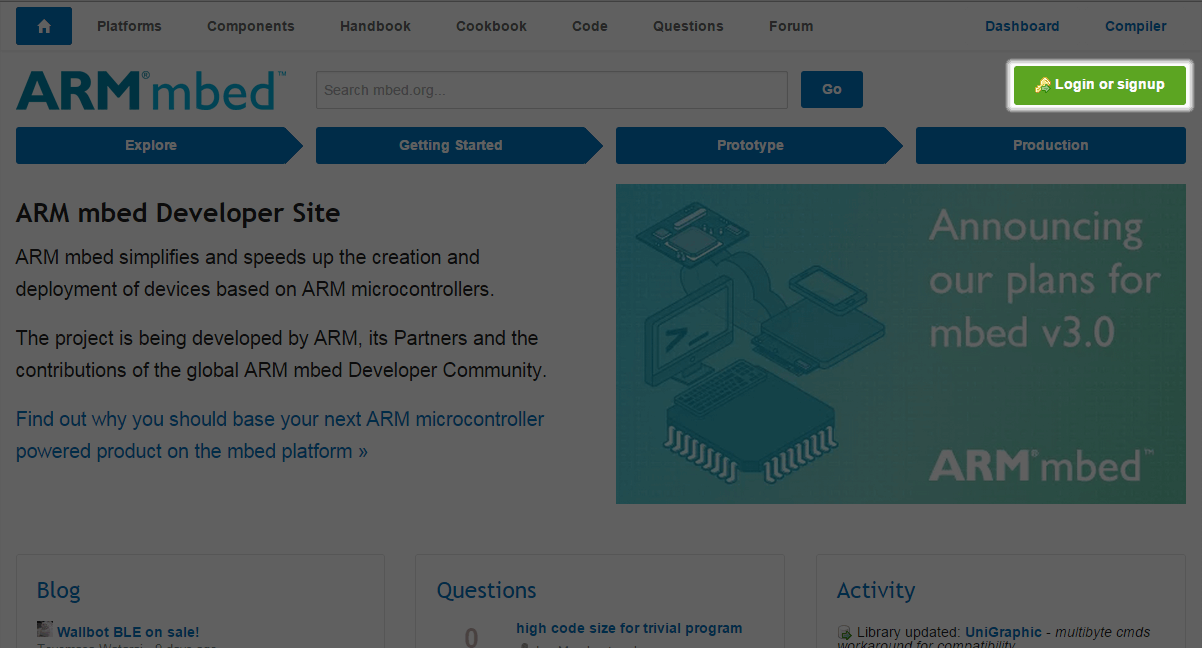 Platforms Components Handbook Cookbook Code Questions Forum Dashboard Compiler
ARM®mbed™ Search mbed.org... Go Login or signup
Explore Getting Started Prototype Production
ARM mbed Developer Site
ARM mbed simplifies and speeds up the creation and
deployment of devices based on ARM microcontrollers.
The project is being developed by ARM, its Partners and the
contributions of the global ARM mbed Developer Community.
Find out why you should base your next ARM microcontroller
powered product on the mbed platform »
Announcing
our plans for
mbed v3.0
ARM®mbed™
Blog
Wallbot BLE on sale!
Questions
0
high code size for trivial program
Activity
Library updated: UniGraphic - multibyte cmds
workaround for compatibility